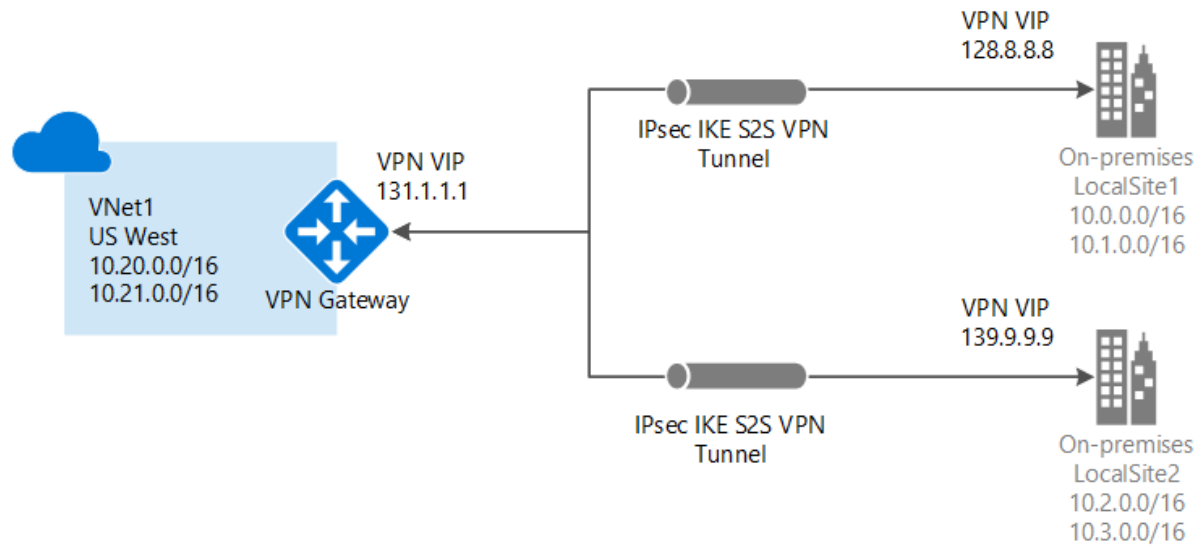 VPN VIP
128.8.8.8
IPsec IKE S2S VPN
Tunnel
On-premises
LocalSite1
10.0.0.0/16
10.1.0.0/16
VPN VIP
131.1.1.1
VNet1
US West
10.20.0.0/16
10.21.0.0/16
VPN Gateway
VPN VIP
139.9.9.9
IPsec IKE S2S VPN
Tunnel
On-premises
LocalSite2
10.2.0.0/16
10.3.0.0/16